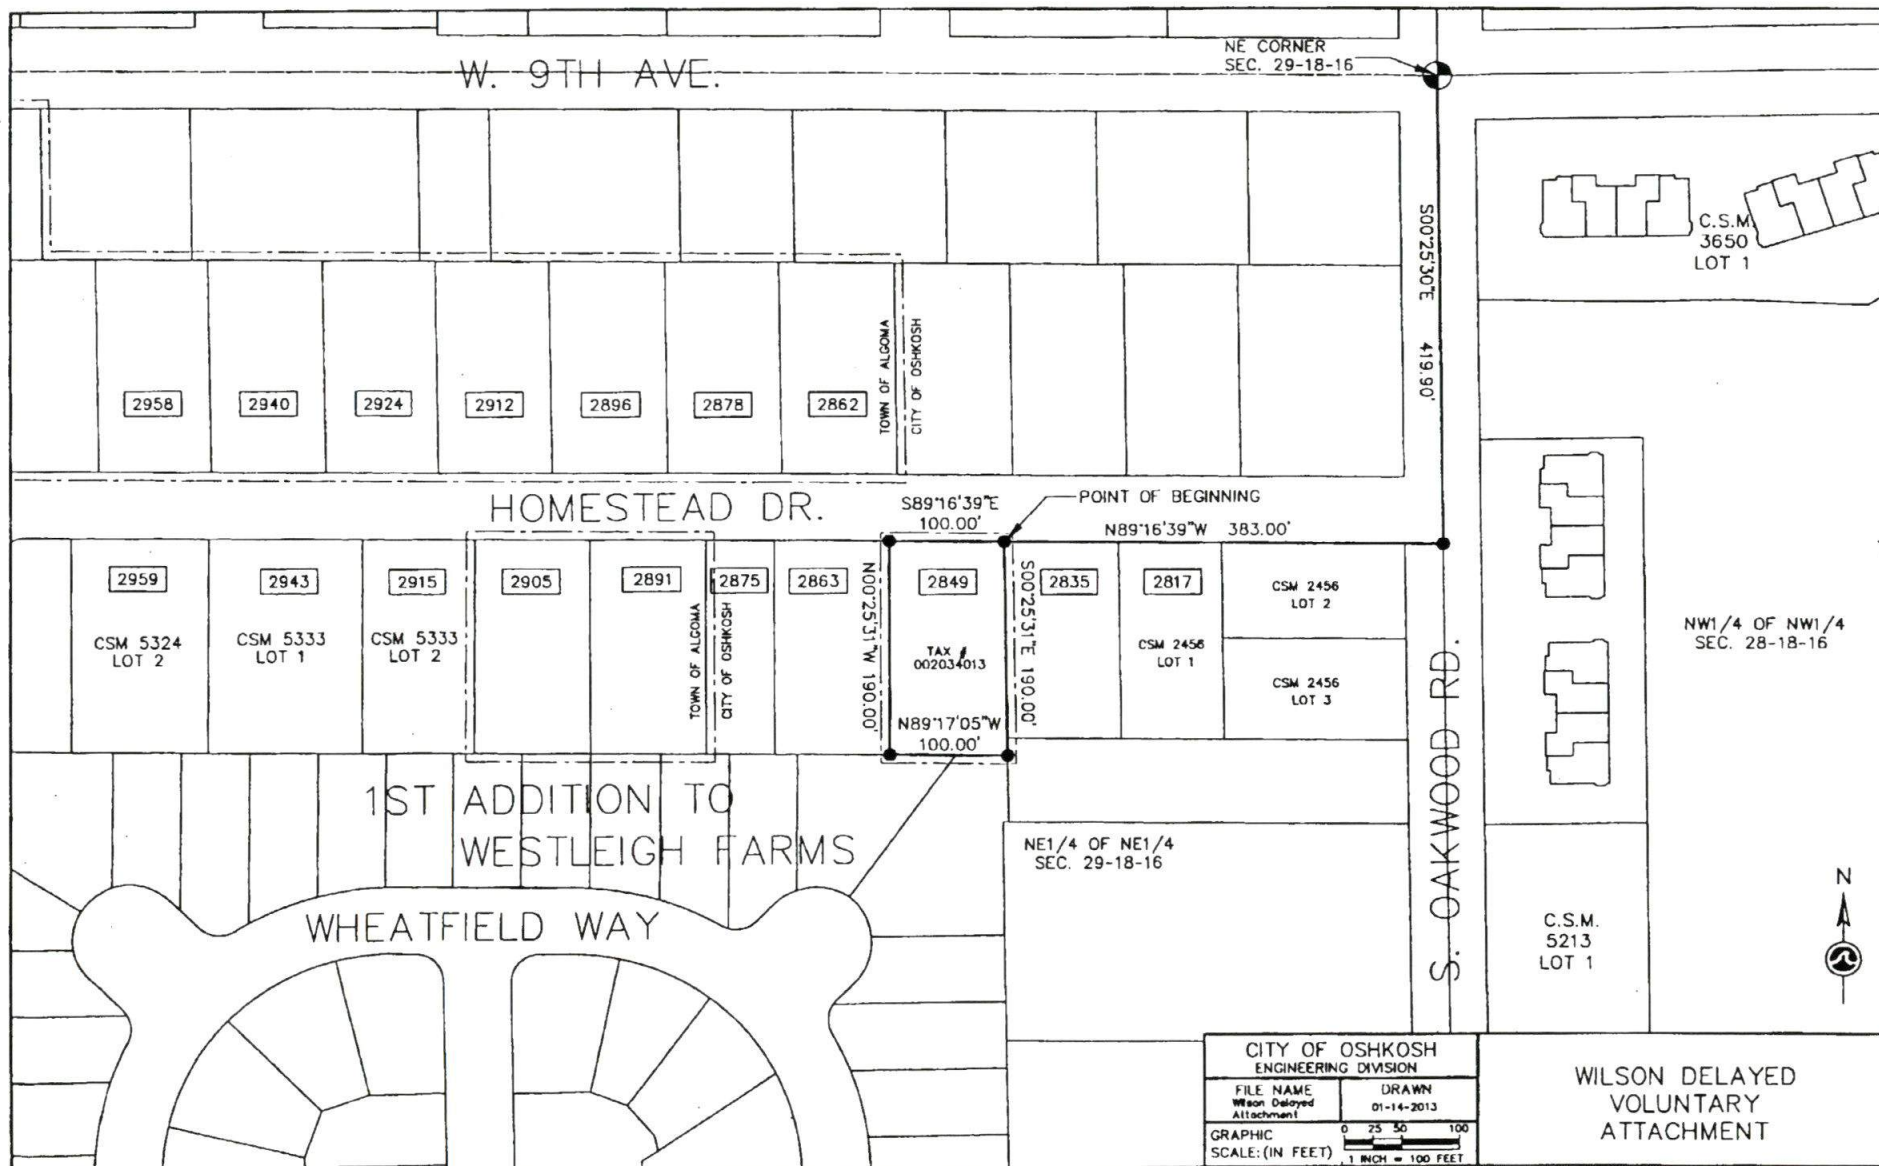 W. 9TH AVE.
NE CORNER
SEC. 29-18-16
S00°25'30"E 419.90'
C.S.M.
3650
LOT 1
2958
2940
2924
2912
2896
2878
2862
TOWN OF ALGOMA
CITY OF OSHKOSH
HOMESTEAD DR.
S89°16'39"E
100.00'
POINT OF BEGINNING
N89°16'39"W 383.00'
2959
CSM 5324
LOT 2
2943
CSM 5333
LOT 1
2915
CSM 5333
LOT 2
2905
2891
TOWN OF ALGOMA
CITY OF OSHKOSH
2875
2863
N00°25'31"W 190.00'
2849
TAX #
002034013
N89°17'05"W
100.00'
S00°25'31"E 190.00'
2835
2817
CSM 2456
LOT 1
CSM 2456
LOT 2
CSM 2456
LOT 3
S. OAKWOOD RD.
NW1/4 OF NW1/4
SEC. 28-18-16
1ST ADDITION TO
WESTLEIGH FARMS
NE1/4 OF NE1/4
SEC. 29-18-16
WHEATFIELD WAY
C.S.M.
5213
LOT 1
N
CITY OF OSHKOSH
ENGINEERING DIVISION
FILE NAME
Wilson Delayed
Attachment
DRAWN
01-14-2013
GRAPHIC
SCALE: (IN FEET)
0 25 50 100
1 INCH = 100 FEET
WILSON DELAYED
VOLUNTARY
ATTACHMENT